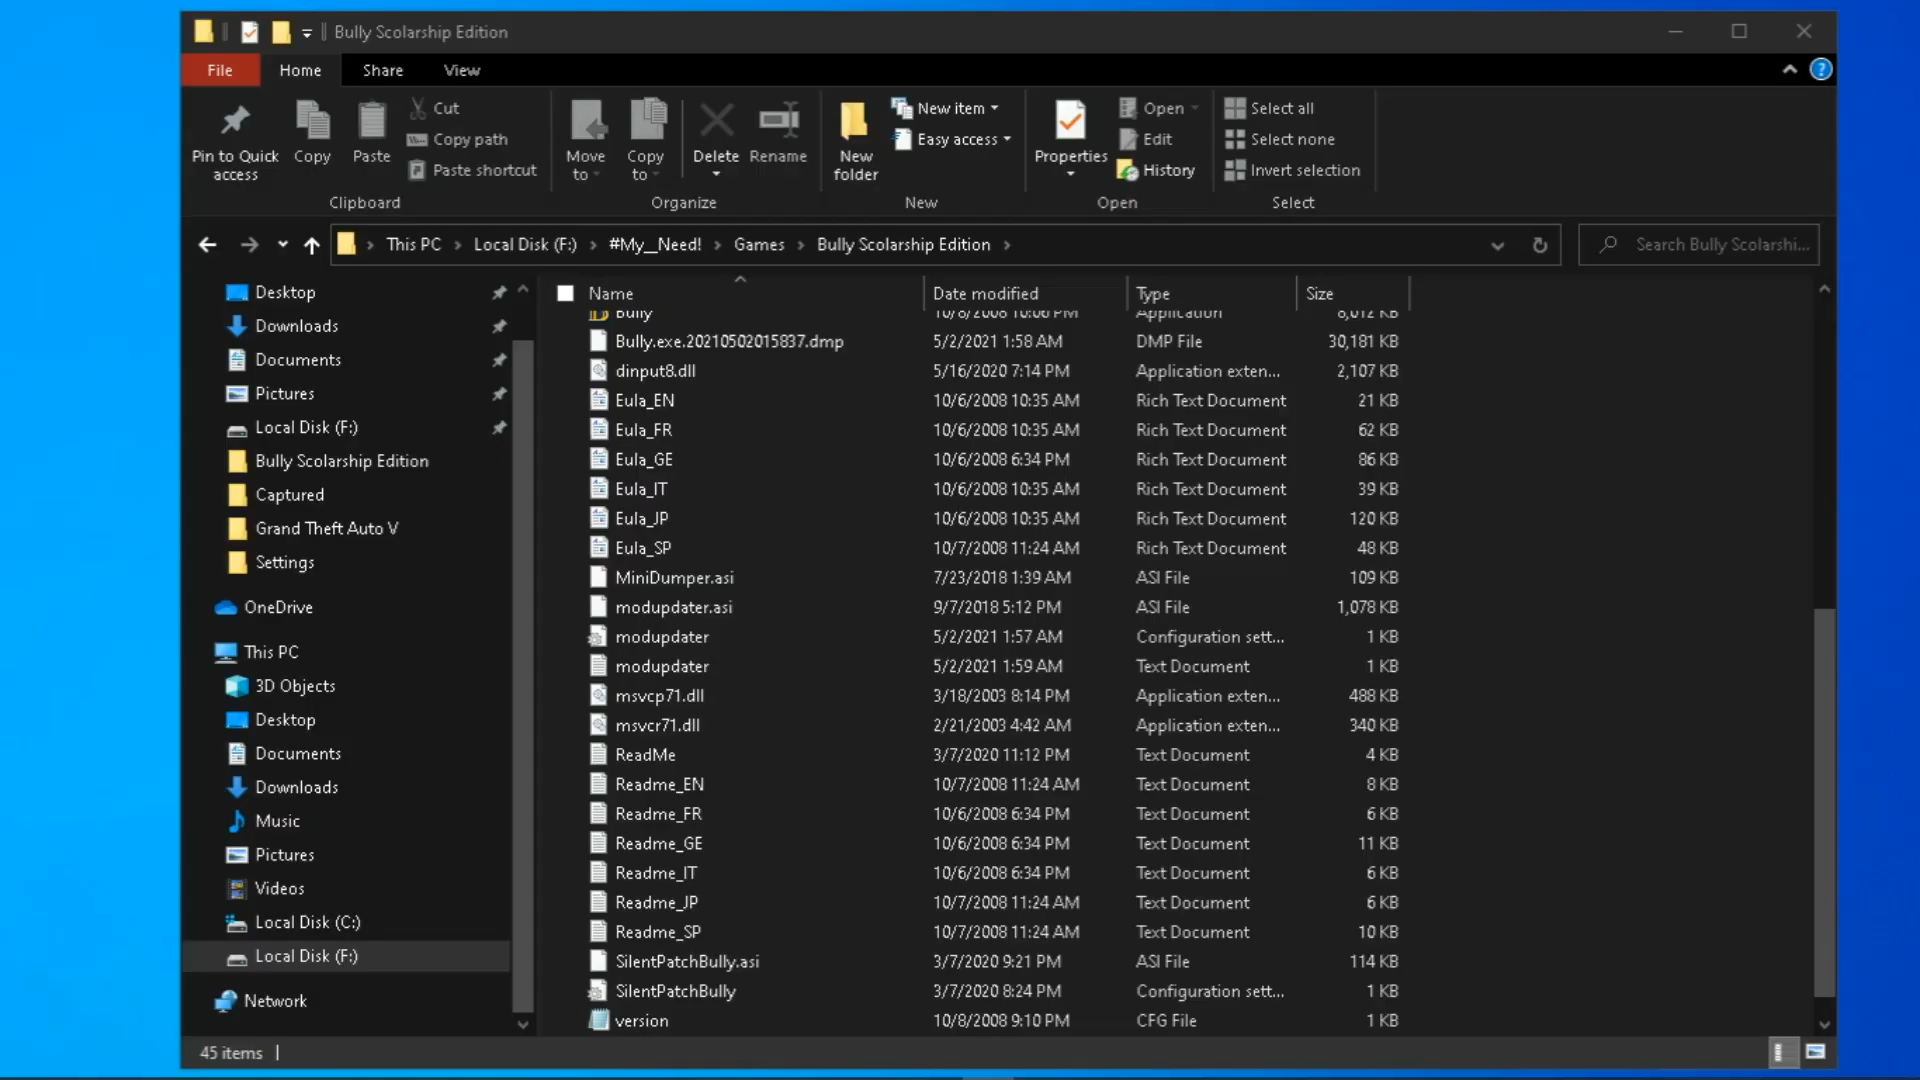 Bully Scolarship Edition
File Home Share View
Pin to Quick access
Copy
Paste
Cut
Copy path
Paste shortcut
Clipboard
Move to
Copy to
Delete
Rename
Organize
New folder
New item
Easy access
New
Properties
Open
Edit
History
Open
Select all
Select none
Invert selection
Select
This PC > Local Disk (F:) > #My__Need! > Games > Bully Scolarship Edition >
Search Bully Scolarshi...
Desktop
Downloads
Documents
Pictures
Local Disk (F:)
Bully Scolarship Edition
Captured
Grand Theft Auto V
Settings
OneDrive
This PC
3D Objects
Desktop
Documents
Downloads
Music
Pictures
Videos
Local Disk (C:)
Local Disk (F:)
Network
Name Date modified Type Size
Bully 10/8/2008 10:06 PM Application 8,012 KB
Bully.exe.20210502015837.dmp 5/2/2021 1:58 AM DMP File 30,181 KB
dinput8.dll 5/16/2020 7:14 PM Application exten... 2,107 KB
Eula_EN 10/6/2008 10:35 AM Rich Text Document 21 KB
Eula_FR 10/6/2008 10:35 AM Rich Text Document 62 KB
Eula_GE 10/6/2008 6:34 PM Rich Text Document 86 KB
Eula_IT 10/6/2008 10:35 AM Rich Text Document 39 KB
Eula_JP 10/6/2008 10:35 AM Rich Text Document 120 KB
Eula_SP 10/7/2008 11:24 AM Rich Text Document 48 KB
MiniDumper.asi 7/23/2018 1:39 AM ASI File 109 KB
modupdater.asi 9/7/2018 5:12 PM ASI File 1,078 KB
modupdater 5/2/2021 1:57 AM Configuration sett... 1 KB
modupdater 5/2/2021 1:59 AM Text Document 1 KB
msvcp71.dll 3/18/2003 8:14 PM Application exten... 488 KB
msvcr71.dll 2/21/2003 4:42 AM Application exten... 340 KB
ReadMe 3/7/2020 11:12 PM Text Document 4 KB
Readme_EN 10/7/2008 11:24 AM Text Document 8 KB
Readme_FR 10/6/2008 6:34 PM Text Document 6 KB
Readme_GE 10/6/2008 6:34 PM Text Document 11 KB
Readme_IT 10/6/2008 6:34 PM Text Document 6 KB
Readme_JP 10/7/2008 11:24 AM Text Document 6 KB
Readme_SP 10/7/2008 11:24 AM Text Document 10 KB
SilentPatchBully.asi 3/7/2020 9:21 PM ASI File 114 KB
SilentPatchBully 3/7/2020 8:24 PM Configuration sett... 1 KB
version 10/8/2008 9:10 PM CFG File 1 KB
45 items